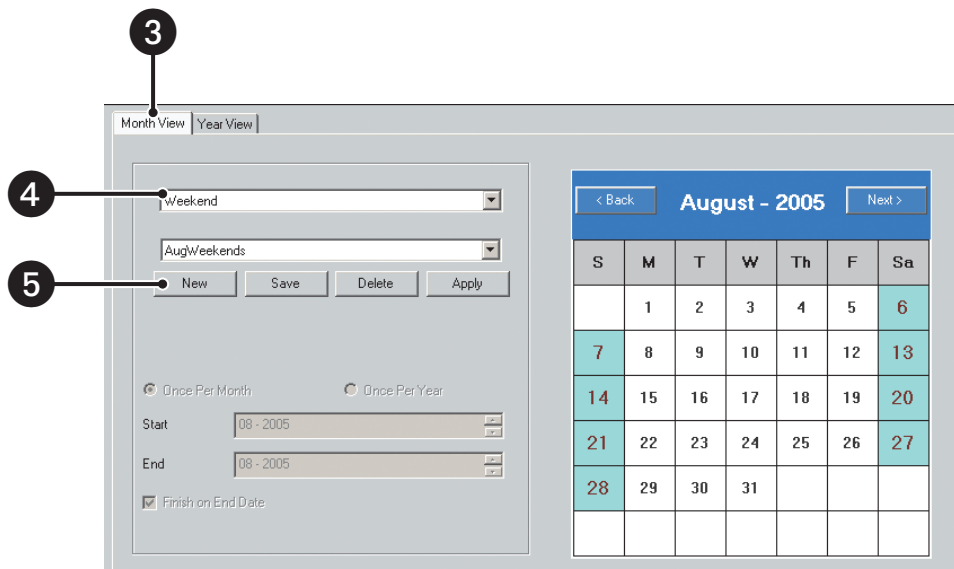 3
Month View Year View
4
Weekend
AugWeekends
5
New Save Delete Apply
Once Per Month Once Per Year
Start 08 - 2005
End 08 - 2005
Finish on End Date
< Back August - 2005 Next >
S M T W Th F Sa
1 2 3 4 5 6
7 8 9 10 11 12 13
14 15 16 17 18 19 20
21 22 23 24 25 26 27
28 29 30 31